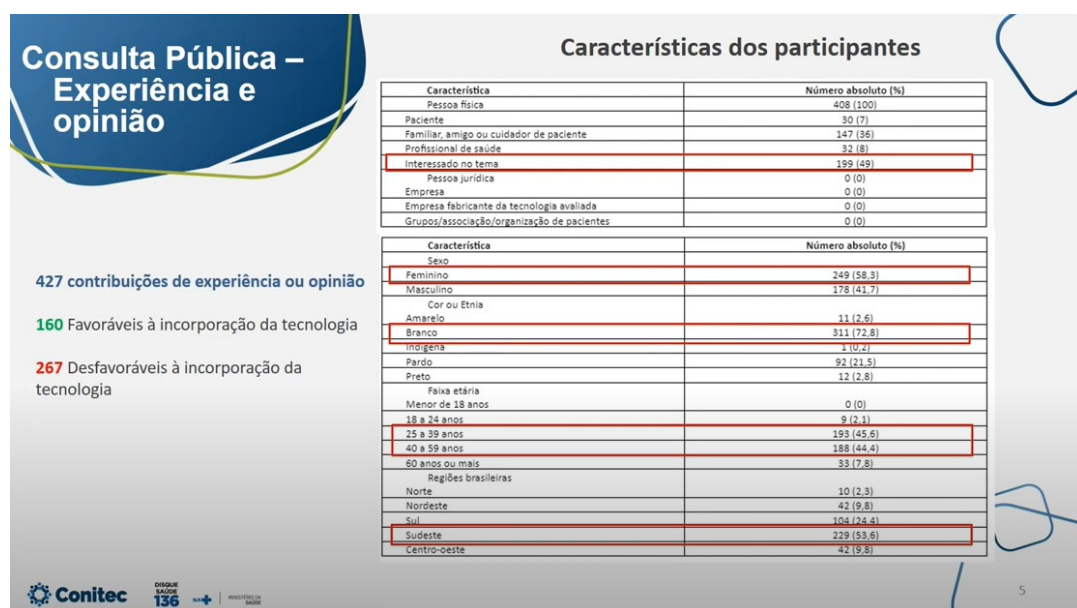 Consulta Pública –
Experiência e
opinião
427 contribuições de experiência ou opinião
160 Favoráveis à incorporação da tecnologia
267 Desfavoráveis à incorporação da
tecnologia
Características dos participantes
Característica Número absoluto (%)
Pessoa física 408 (100)
Paciente 30 (7)
Familiar, amigo ou cuidador de paciente 147 (36)
Profissional de saúde 32 (8)
Interessado no tema 199 (49)
Pessoa jurídica 0 (0)
Empresa 0 (0)
Empresa fabricante da tecnologia avaliada 0 (0)
Grupos/associação/organização de pacientes 0 (0)
Característica Número absoluto (%)
Sexo
Feminino 249 (58,3)
Masculino 178 (41,7)
Cor ou Etnia
Amarelo 11 (2,6)
Branco 311 (72,8)
Indígena 1 (0,2)
Pardo 92 (21,5)
Preto 12 (2,8)
Faixa etária
Menor de 18 anos 0 (0)
18 a 24 anos 9 (2,1)
25 a 39 anos 193 (45,6)
40 a 59 anos 188 (44,4)
60 anos ou mais 33 (7,8)
Regiões brasileiras
Norte 10 (2,3)
Nordeste 42 (9,8)
Sul 104 (24,4)
Sudeste 229 (53,6)
Centro-oeste 42 (9,8)
Conitec
DISQUE
SAÚDE
136
SUS
MINISTÉRIO DA
SAÚDE
5